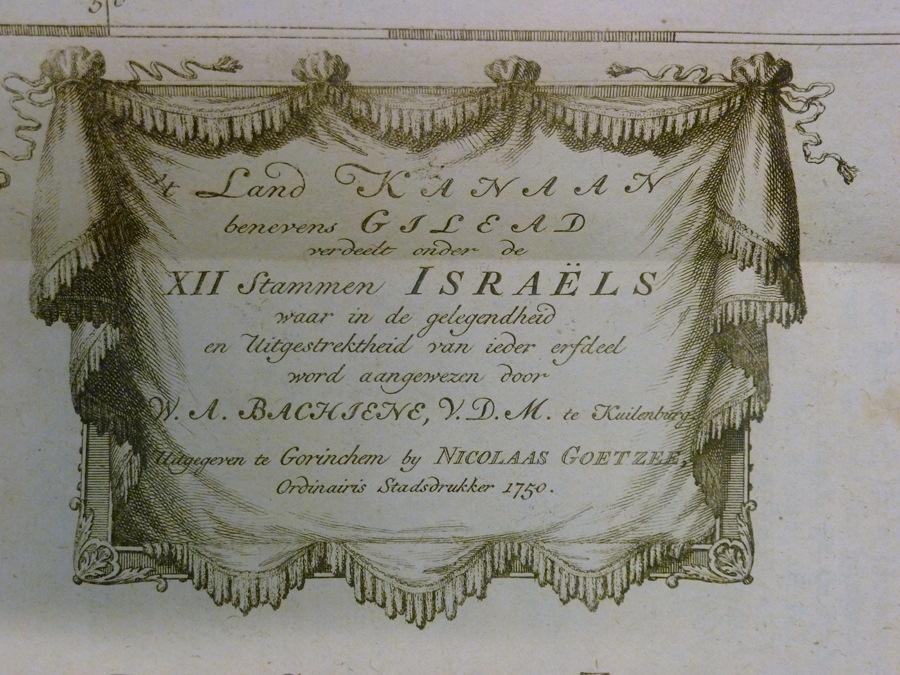 't Land KANAAN
benevens GILEAD
verdeelt onder de
XII Stammen ISRAËLS
waar in de gelegendheid
en Uitgestrektheid van ieder erfdeel
word aangewezen door
W. A. BACHIENE, V. D. M. te Kuilenburg
Uitgegeven te Gorinchem by NICOLAAS GOETZEE,
Ordinairis Stadsdrukker 1750.